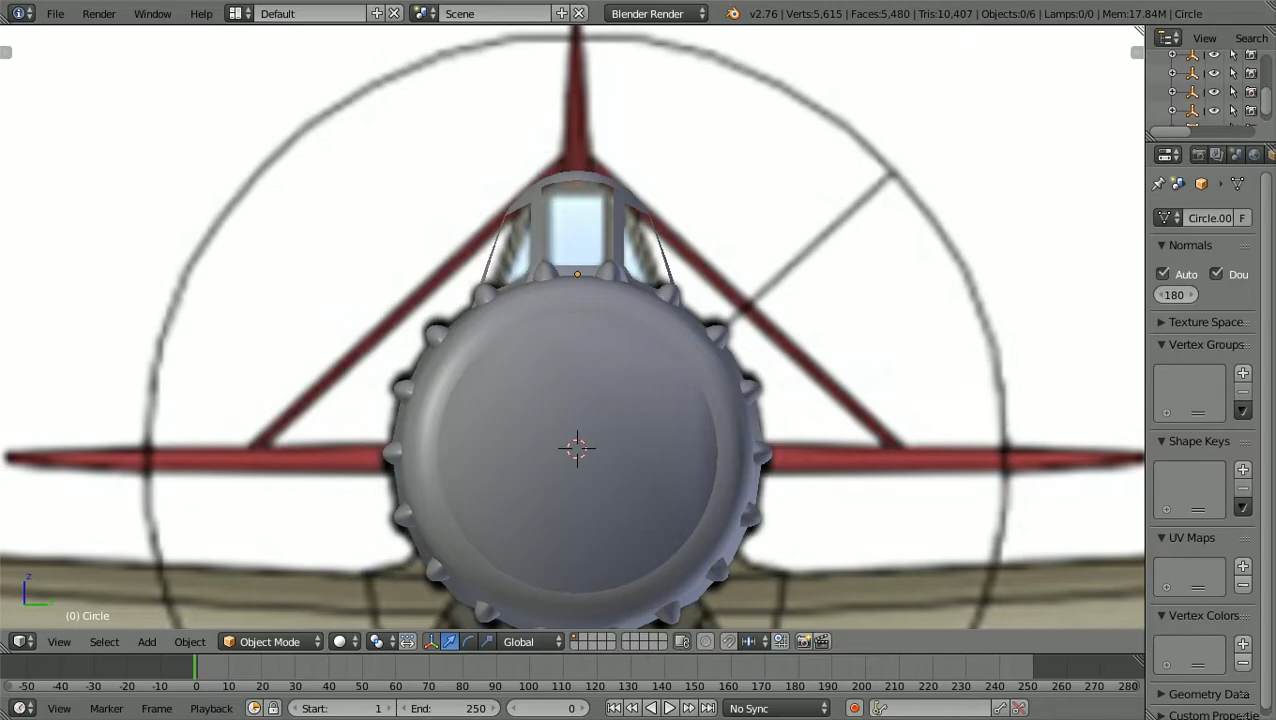 File Render Window Help Default Scene Blender Render v2.76 | Verts:5,615 | Faces:5,480 | Tris:10,407 | Objects:0/6 | Lamps:0/0 | Mem:17.84M | Circle
View Search
Circle.00 F
Normals
Auto Dou
180
Texture Space
Vertex Groups
Shape Keys
UV Maps
Vertex Colors
Geometry Data
Custom Properties
z
(0) Circle
View Select Add Object Object Mode Global
-50 -40 -30 -20 -10 0 10 20 30 40 50 60 70 80 90 100 110 120 130 140 150 160 170 180 190 200 210 220 230 240 250 260 270 280
View Marker Frame Playback Start: 1 End: 250 0 No Sync